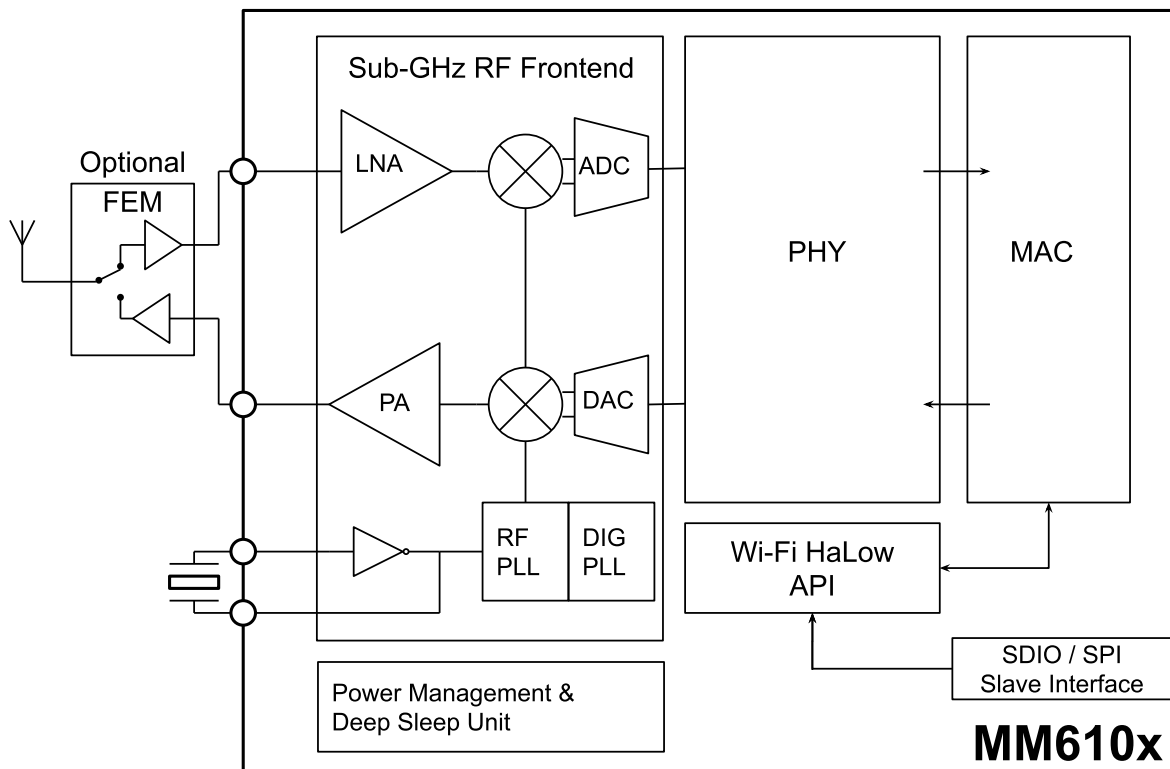 Sub-GHz RF Frontend
Optional
FEM
LNA
ADC
PHY
MAC
PA
DAC
RF
PLL
DIG
PLL
Wi-Fi HaLow
API
SDIO / SPI
Slave Interface
Power Management &
Deep Sleep Unit
MM610x